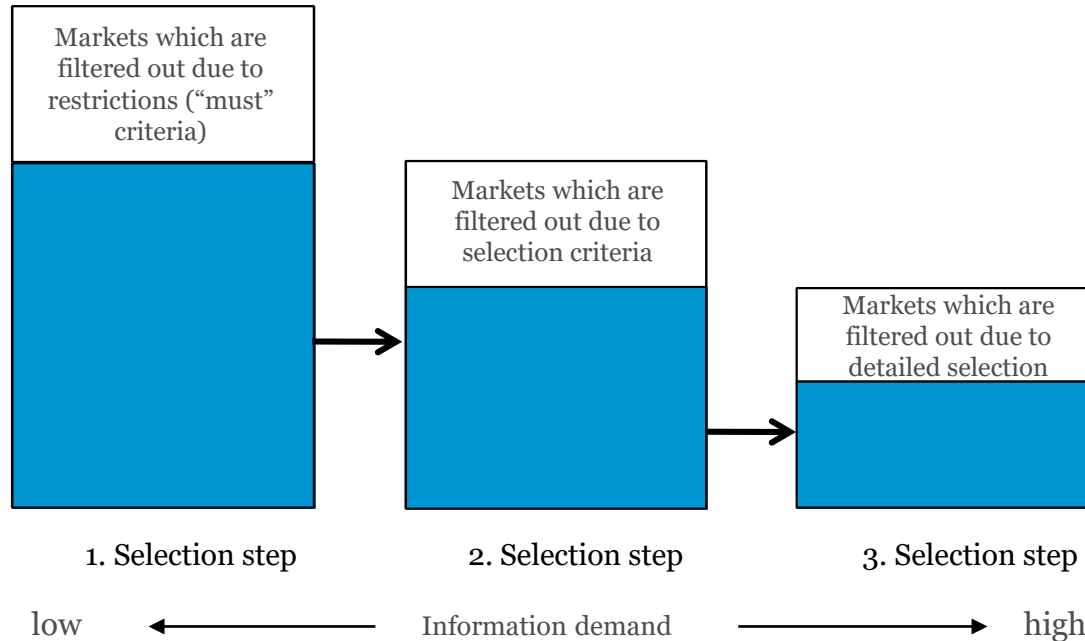 Markets which are
filtered out due to
restrictions (“must”
criteria)
Markets which are
filtered out due to
selection criteria
Markets which are
filtered out due to
detailed selection
1. Selection step
2. Selection step
3. Selection step
low
Information demand
high